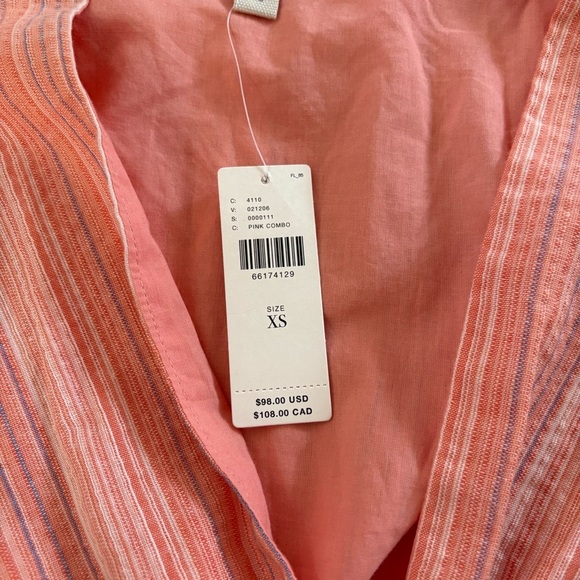 FL_85
C: 4110
V: 021206
S: 0000111
C: PINK COMBO
66174129
SIZE
XS
$98.00 USD
$108.00 CAD